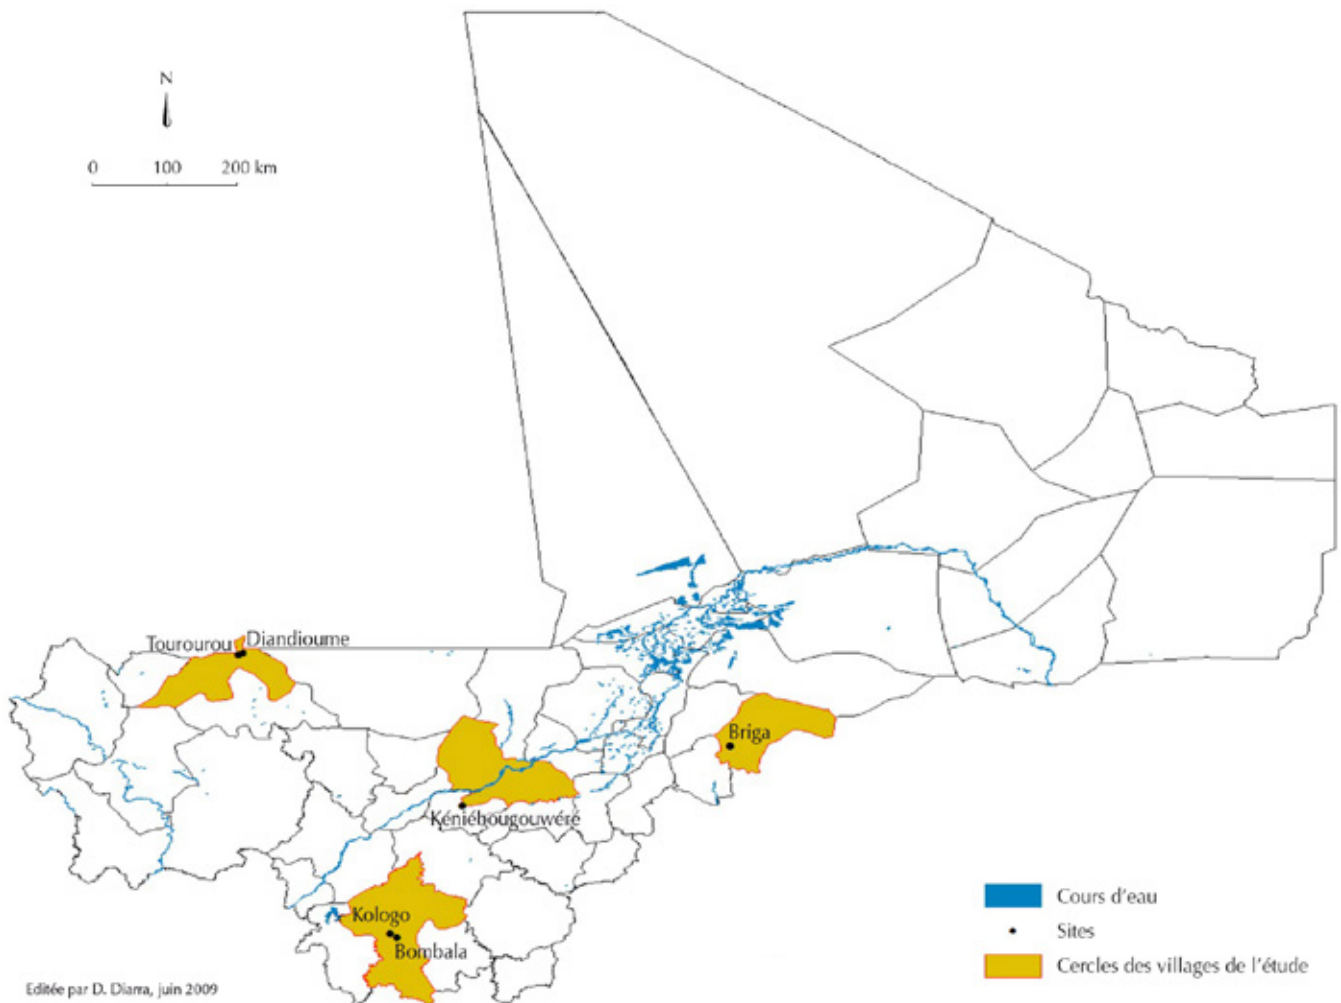 N
0 100 200 km
Tourourou Diandioume
Briga
Kéniébougouwéré
Kologo
Bombala
Cours d'eau
Sites
Cercles des villages de l'étude
Editée par D. Diarra, juin 2009